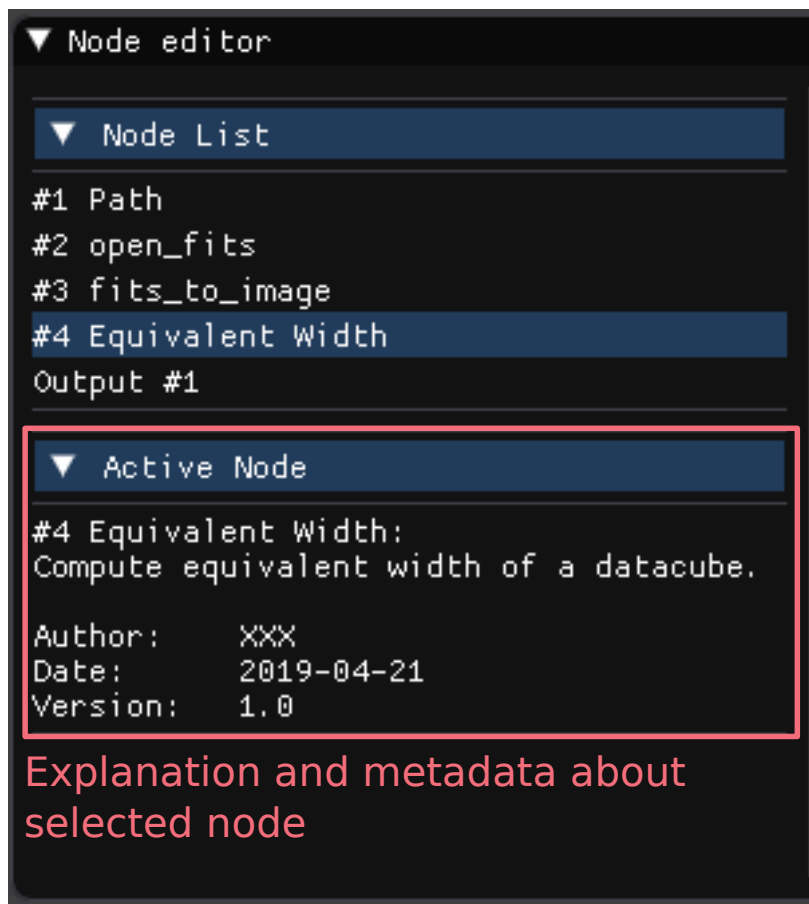 Node editor
Node List
#1 Path
#2 open_fits
#3 fits_to_image
#4 Equivalent Width
Output #1
Active Node
#4 Equivalent Width:
Compute equivalent width of a datacube.
Author: XXX
Date: 2019-04-21
Version: 1.0
Explanation and metadata about
selected node